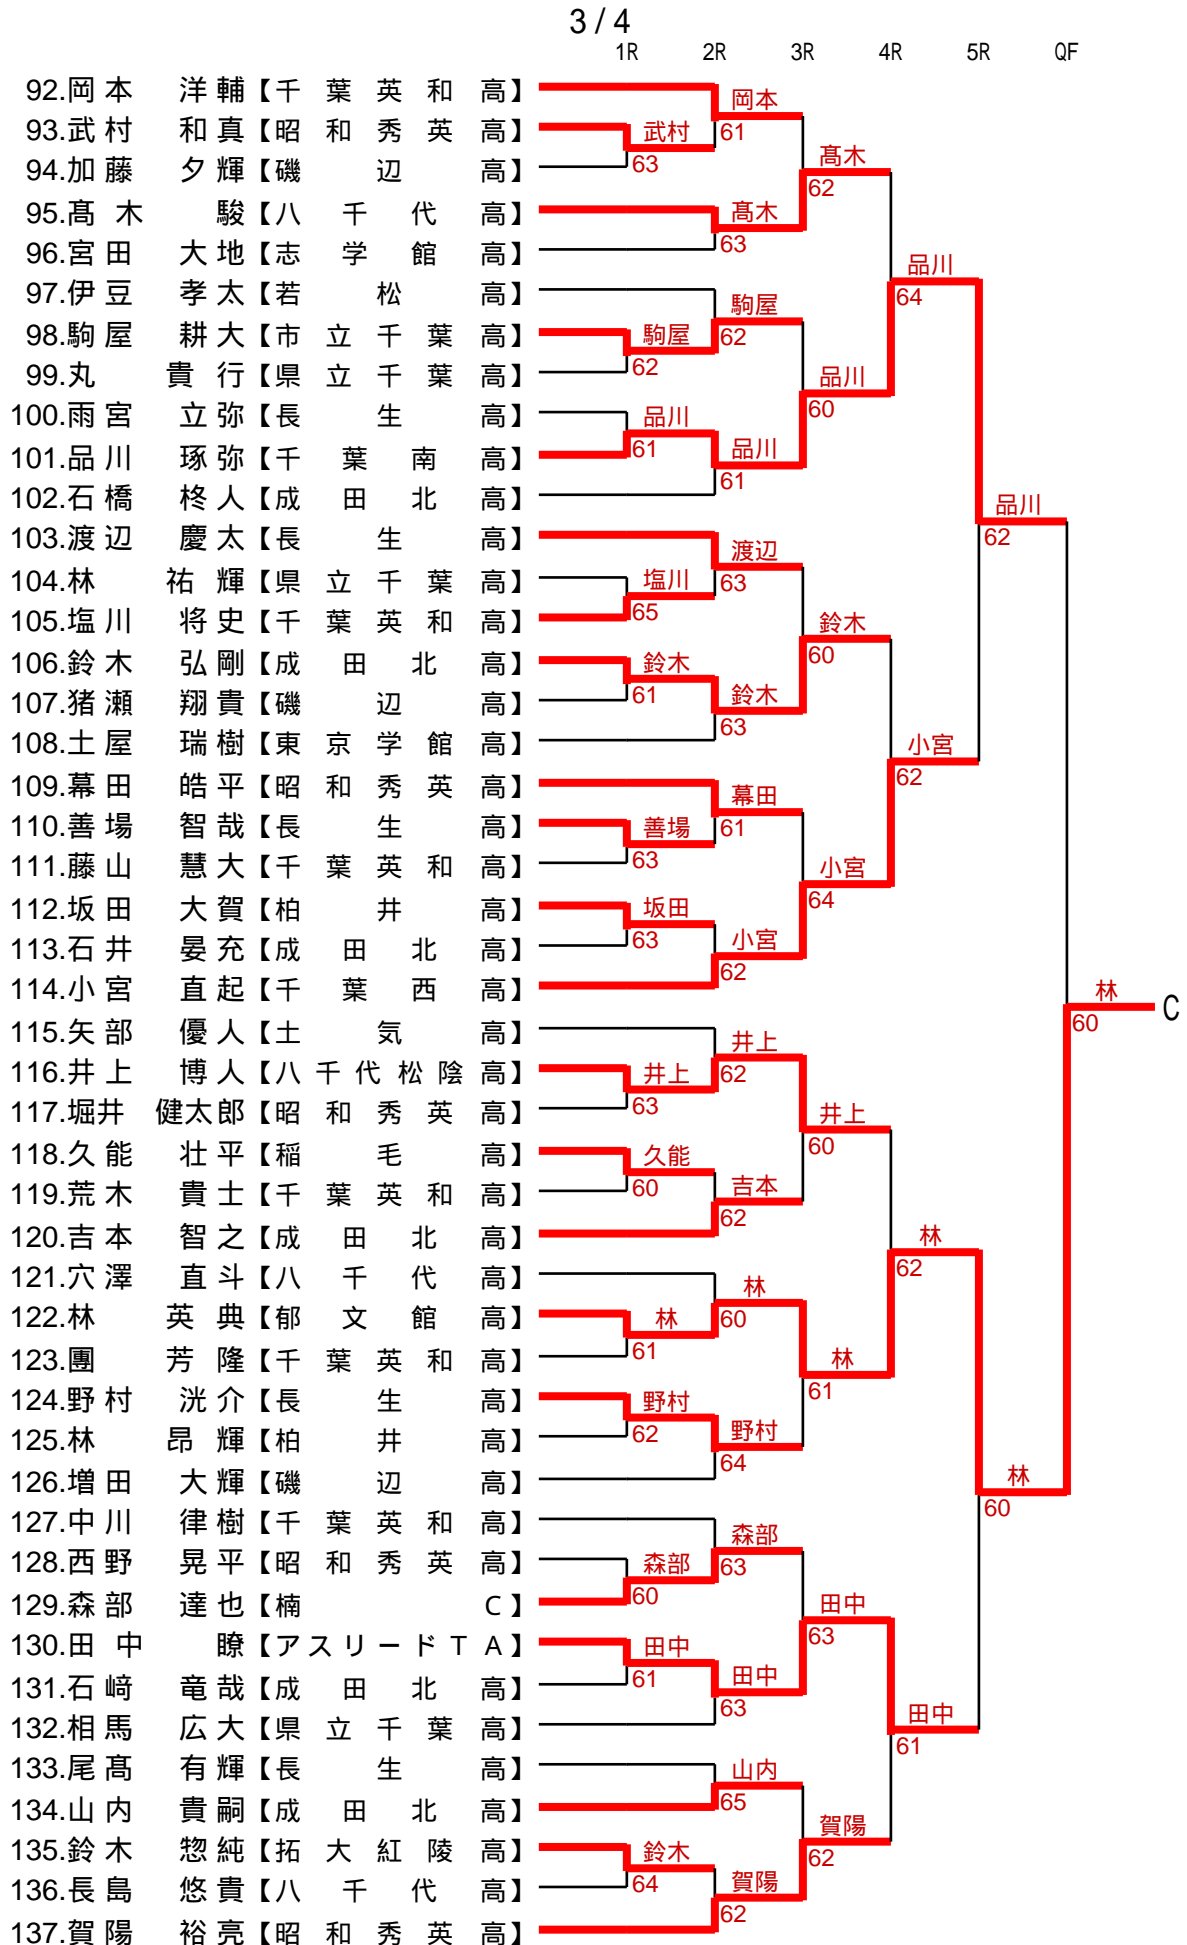 3 / 4
1R 2R 3R 4R 5R QF
92.岡本 洋輔【千葉英和高】
岡本
93.武村 和真【昭和秀英高】
武村 61
94.加藤 夕輝【磯辺高】
63 髙木
62
95.髙木 駿【八千代高】
髙木
96.宮田 大地【志学館高】
63
品川
97.伊豆 孝太【若松高】
64
駒屋
98.駒屋 耕大【市立千葉高】
駒屋 62
99.丸 貴行【県立千葉高】
62 品川
60
100.雨宮 立弥【長生高】
品川
101.品川 琢弥【千葉南高】
61 品川
61
102.石橋 柊人【成田北高】
品川
62
103.渡辺 慶太【長生高】
渡辺
104.林 祐輝【県立千葉高】
塩川 63
105.塩川 将史【千葉英和高】
65 鈴木
60
106.鈴木 弘剛【成田北高】
鈴木
107.猪瀬 翔貴【磯辺高】
61 鈴木
63
108.土屋 瑞樹【東京学館高】
小宮
62
109.幕田 皓平【昭和秀英高】
幕田
110.善場 智哉【長生高】
善場 61
111.藤山 慧大【千葉英和高】
63 小宮
64
112.坂田 大賀【柏井高】
坂田
113.石井 晏充【成田北高】
63 小宮
62
114.小宮 直起【千葉西高】
林 C
60
115.矢部 優人【土気高】
井上
116.井上 博人【八千代松陰高】
井上 62
117.堀井 健太郎【昭和秀英高】
63 井上
60
118.久能 壮平【稲毛高】
久能
119.荒木 貴士【千葉英和高】
60 吉本
62
120.吉本 智之【成田北高】
林
62
121.穴澤 直斗【八千代高】
林
122.林 英典【郁文館高】
林 60
123.團 芳隆【千葉英和高】
61 林
61
124.野村 洸介【長生高】
野村
125.林 昂輝【柏井高】
62 野村
64
126.増田 大輝【磯辺高】
林
60
127.中川 律樹【千葉英和高】
森部
128.西野 晃平【昭和秀英高】
森部 63
129.森部 達也【楠C】
60 田中
63
130.田中 瞭【アスリードTA】
田中
131.石﨑 竜哉【成田北高】
61 田中
63
132.相馬 広大【県立千葉高】
田中
61
133.尾髙 有輝【長生高】
山内
134.山内 貴嗣【成田北高】
65
賀陽
135.鈴木 惣純【拓大紅陵高】
鈴木 62
136.長島 悠貴【八千代高】
64 賀陽
62
137.賀陽 裕亮【昭和秀英高】